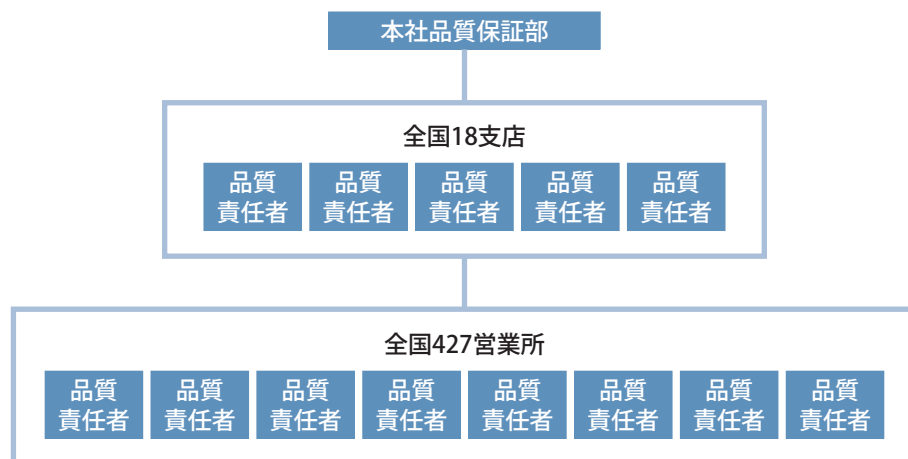 本社品質保証部
全国18支店
品質 品質 品質 品質 品質
責任者 責任者 責任者 責任者 責任者
全国427営業所
品質 品質 品質 品質 品質 品質 品質 品質
責任者 責任者 責任者 責任者 責任者 責任者 責任者 責任者